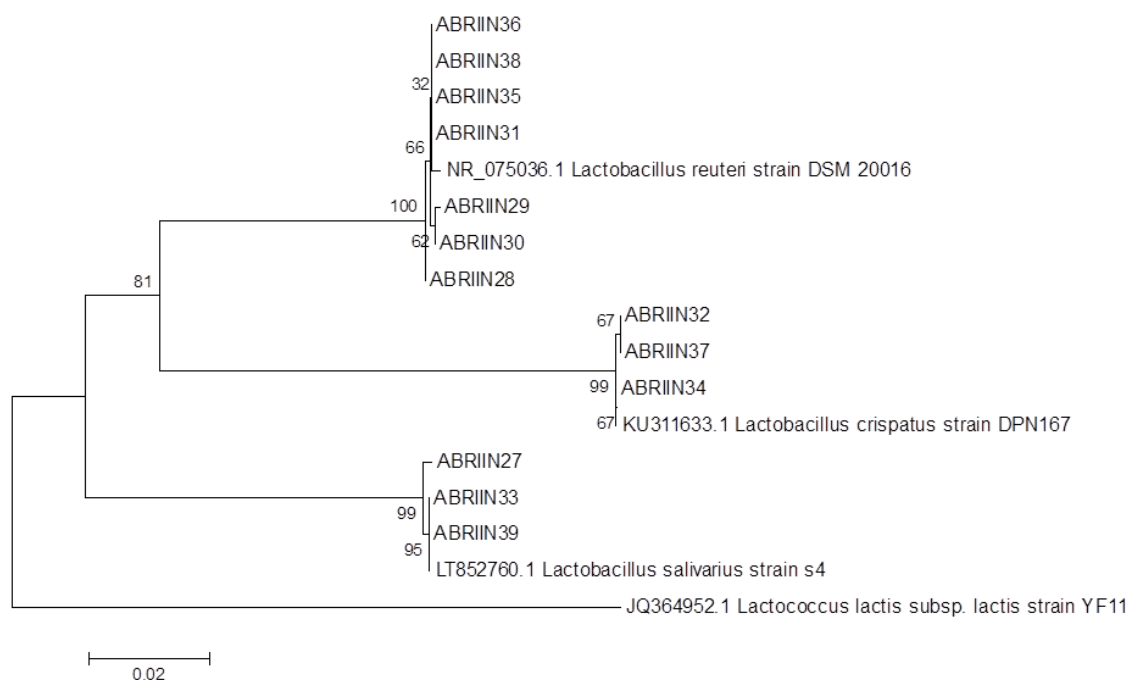 ABRIIN36
ABRIIN38
32
ABRIIN35
ABRIIN31
66
NR_075036.1 Lactobacillus reuteri strain DSM 20016
100
ABRIIN29
62
ABRIIN30
81
ABRIIN28
67
ABRIIN32
ABRIIN37
99
ABRIIN34
67
KU311633.1 Lactobacillus crispatus strain DPN167
ABRIIN27
ABRIIN33
99
ABRIIN39
95
LT852760.1 Lactobacillus salivarius strain s4
JQ364952.1 Lactococcus lactis subsp. lactis strain YF11
0.02